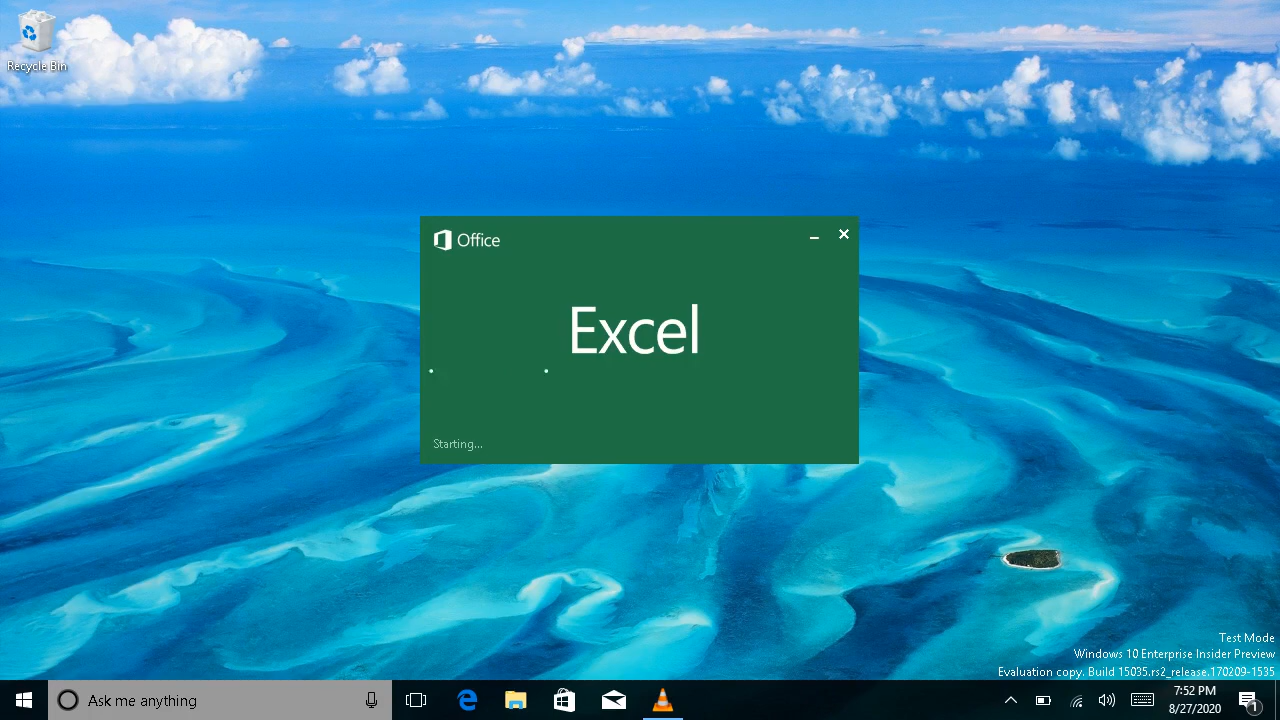 Recycle Bin
Office
Excel
Starting...
Test Mode
Windows 10 Enterprise Insider Preview
Evaluation copy. Build 15035.rs2_release.170209-1535
Ask me anything
7:52 PM
8/27/2020
1